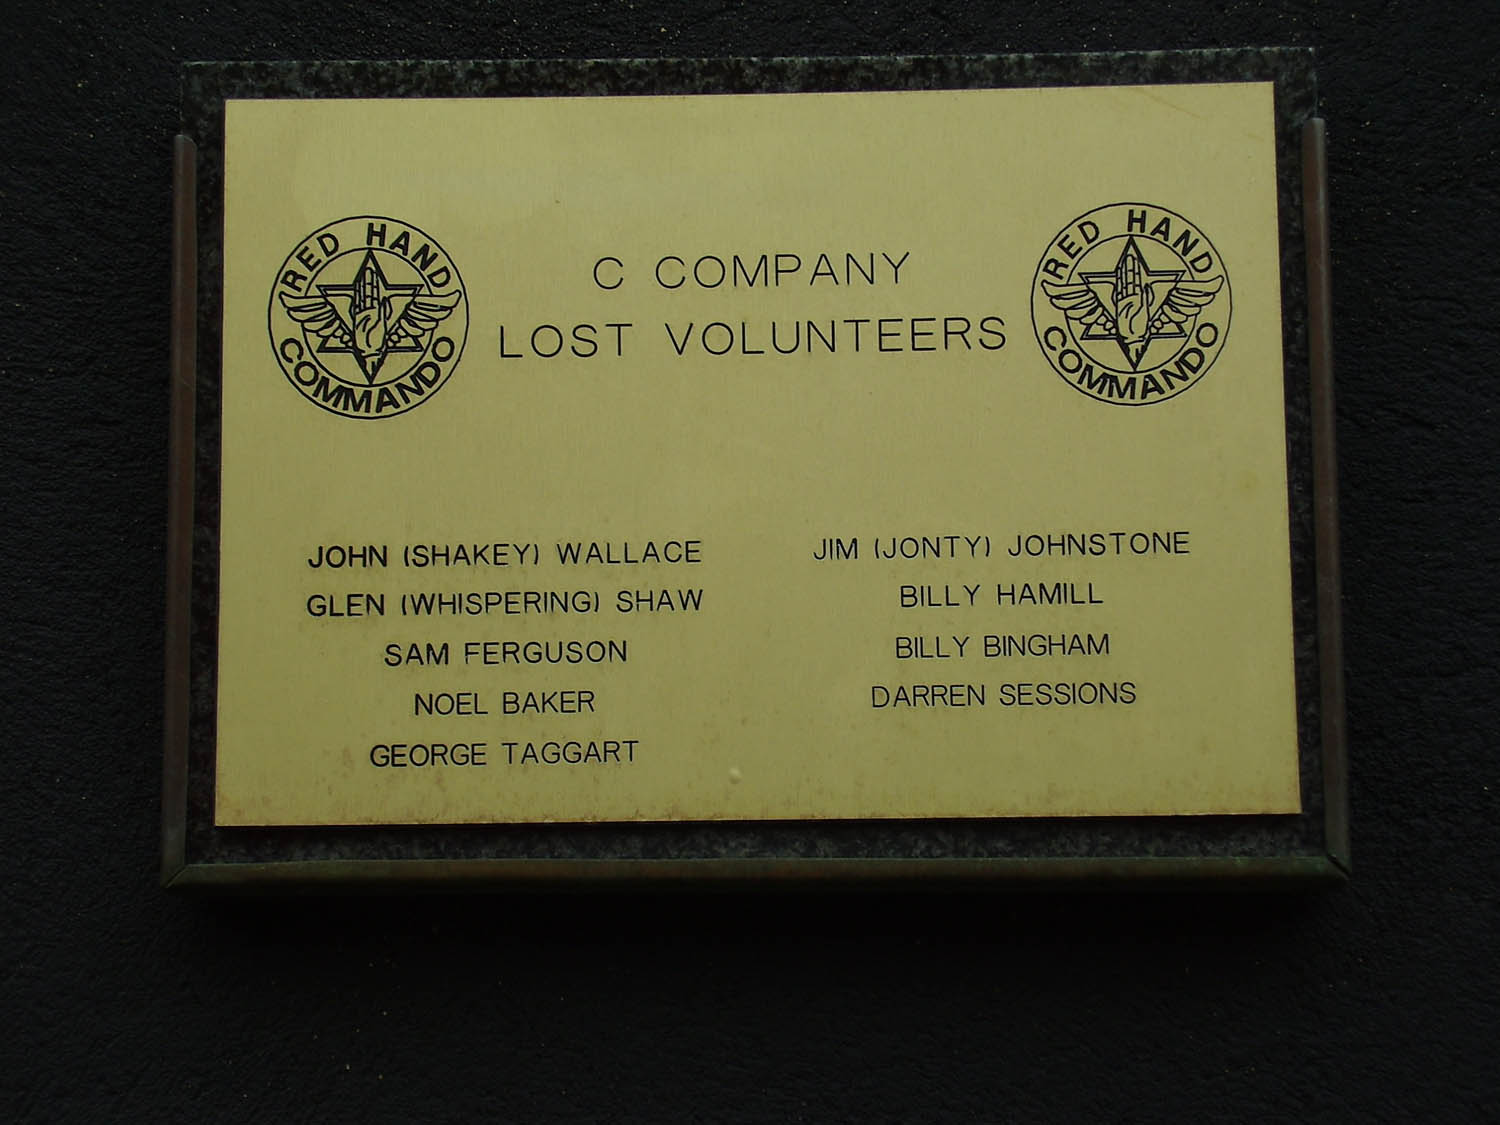 RED HAND
COMMANDO
C COMPANY
LOST VOLUNTEERS
RED HAND
COMMANDO
JOHN (SHAKEY) WALLACE
GLEN (WHISPERING) SHAW
SAM FERGUSON
NOEL BAKER
GEORGE TAGGART
JIM (JONTY) JOHNSTONE
BILLY HAMILL
BILLY BINGHAM
DARREN SESSIONS